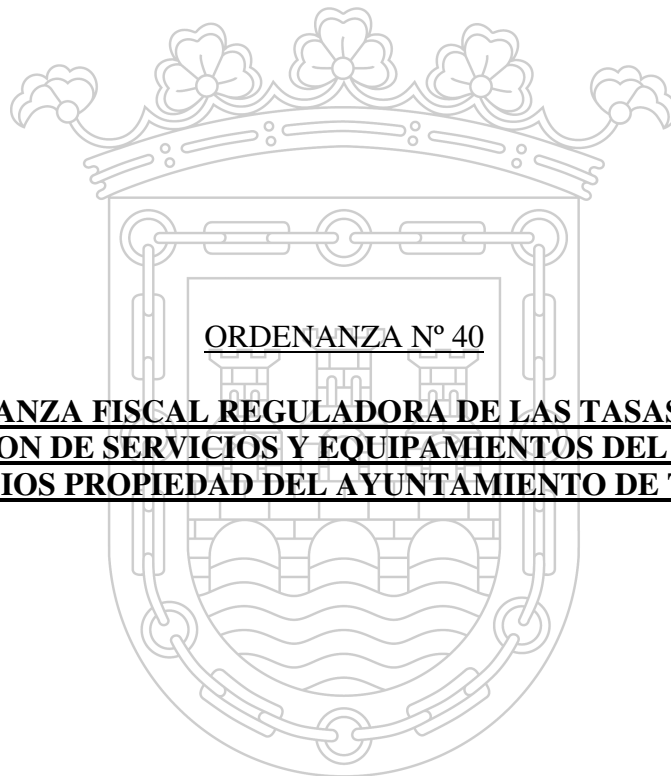 ORDENANZA Nº 40
ANZA FISCAL REGULADORA DE LAS TASAS
ON DE SERVICIOS Y EQUIPAMIENTOS DEL
IOS PROPIEDAD DEL AYUNTAMIENTO DE